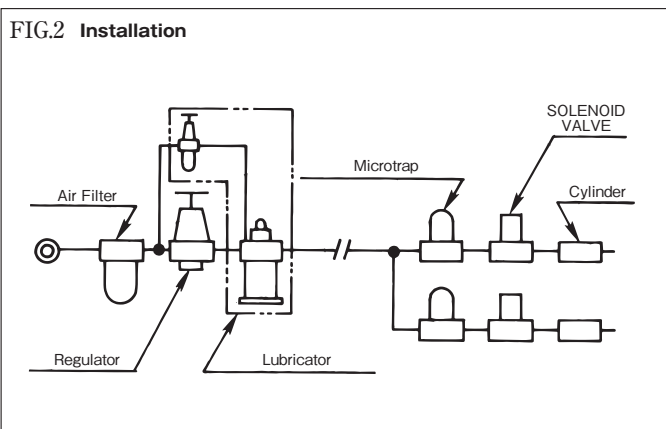 FIG.2 Installation
SOLENOID
VALVE
Microtrap
Cylinder
Air Filter
Regulator
Lubricator